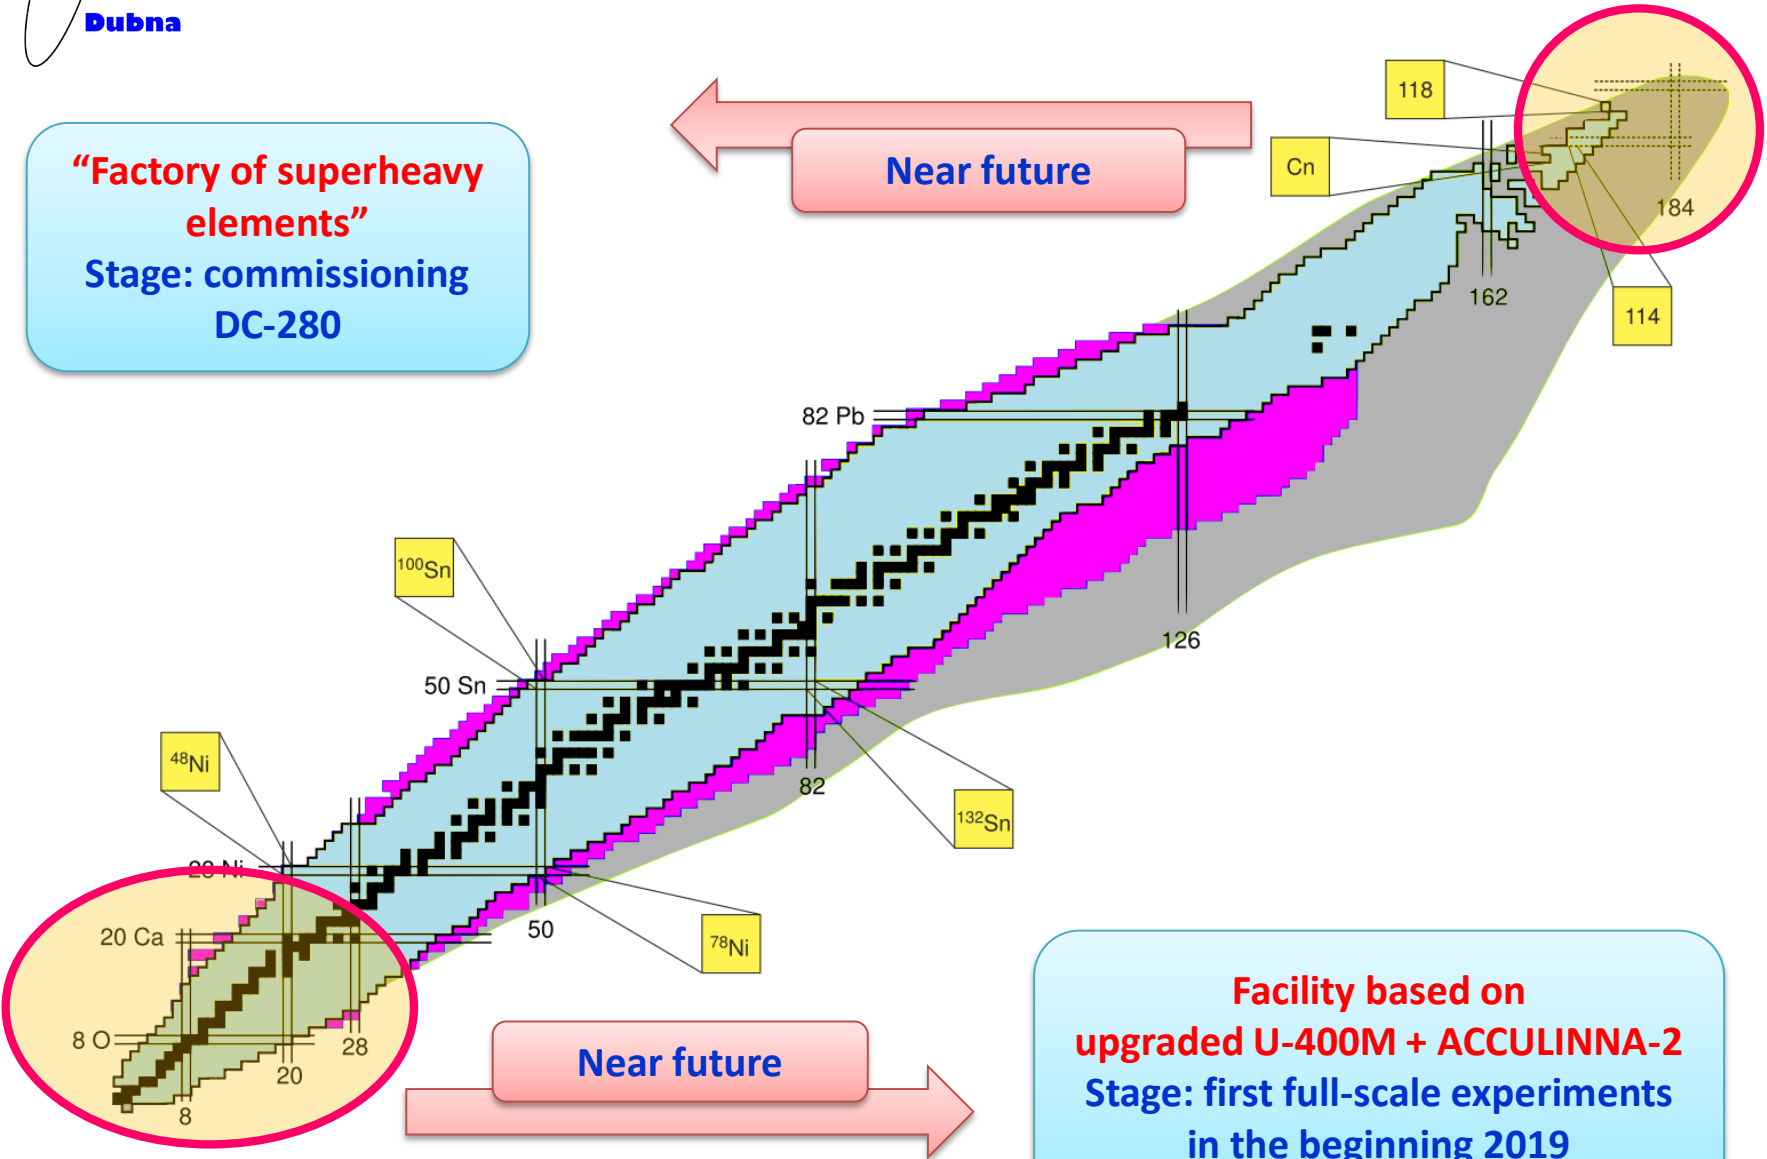 Dubna
“Factory of superheavy
elements”
Stage: commissioning
DC-280
Near future
118
Cn
184
162
114
82 Pb
126
100Sn
50 Sn
82
132Sn
48Ni
28 Ni
50
78Ni
20 Ca
8 O
28
20
8
Near future
Facility based on
upgraded U-400M + ACCULINNA-2
Stage: first full-scale experiments
in the beginning 2019